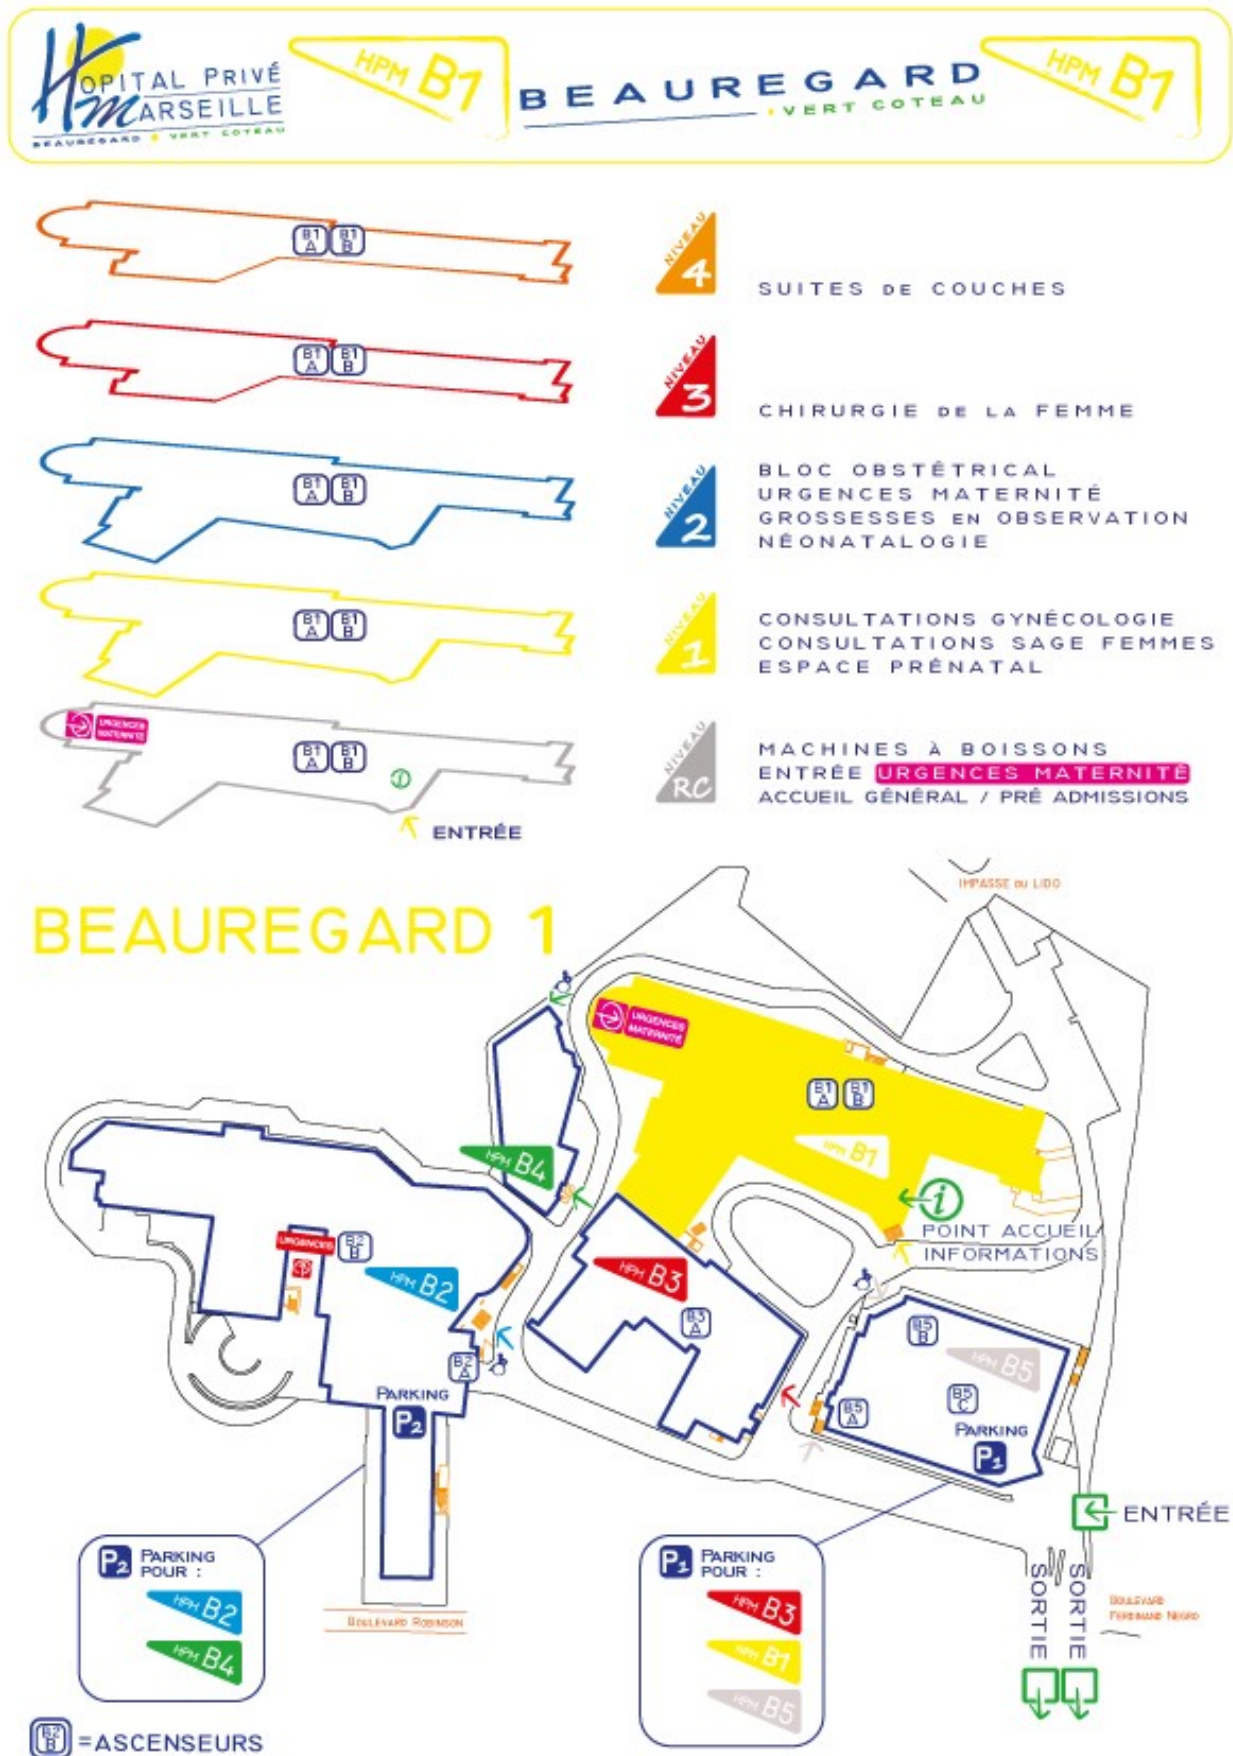 HOPITAL PRIVÉ
MARSEILLE
BEAUREGARD • VERT COTEAU
HPM B1
BEAUREGARD
• VERT COTEAU
HPM B1
B1 A
B1 B
NIVEAU 4
SUITES DE COUCHES
B1 A
B1 B
NIVEAU 3
CHIRURGIE DE LA FEMME
B1 A
B1 B
NIVEAU 2
BLOC OBSTÉTRICAL
URGENCES MATERNITÉ
GROSSESSES EN OBSERVATION
NÉONATALOGIE
B1 A
B1 B
NIVEAU 1
CONSULTATIONS GYNÉCOLOGIE
CONSULTATIONS SAGE FEMMES
ESPACE PRÉNATAL
URGENCES
MATERNITÉ
B1 A
B1 B
i
ENTRÉE
NIVEAU RC
MACHINES À BOISSONS
ENTRÉE URGENCES MATERNITÉ
ACCUEIL GÉNÉRAL / PRÉ ADMISSIONS
BEAUREGARD 1
IMPASSE DU LIDO
URGENCES
MATERNITÉ
B1 A
B1 B
HPM B1
HPM B4
i
POINT ACCUEIL
INFORMATIONS
URGENCES
B2 B
HPM B2
HPM B3
B3 A
B2 A
B5 B
HPM B5
B5 C
B5 A
PARKING
P2
PARKING
P1
ENTRÉE
P2 PARKING
POUR :
HPM B2
HPM B4
BOULEVARD ROBINSON
P1 PARKING
POUR :
HPM B3
HPM B1
HPM B5
SORTIE
SORTIE
BOULEVARD
FERDINAND NEGRO
B2 B = ASCENSEURS